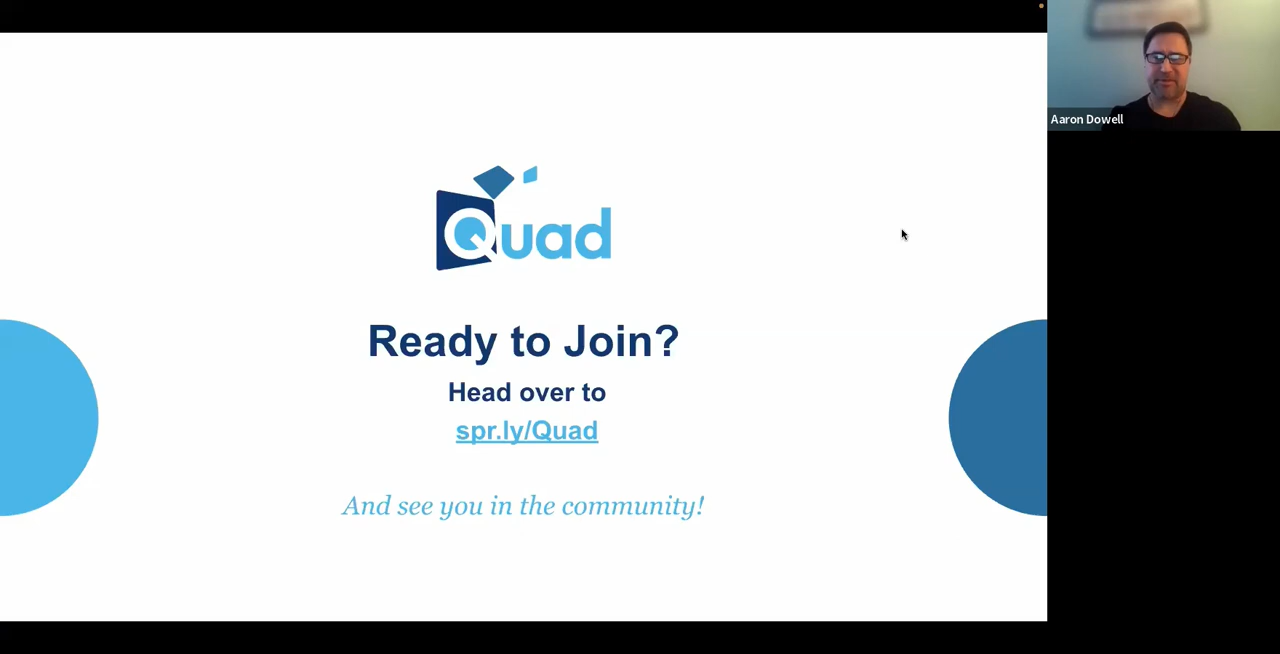 Quad
Ready to Join?
Head over to
spr.ly/Quad
And see you in the community!
Aaron Dowell